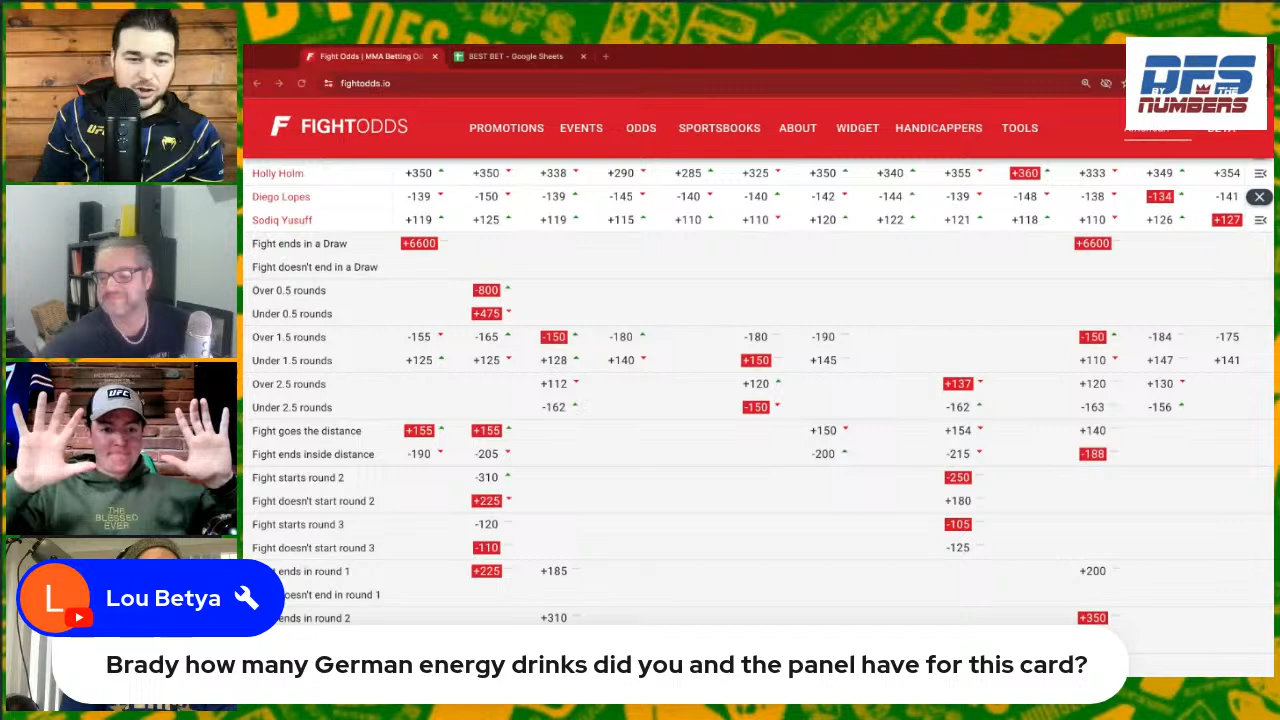 Fight Odds | MMA Betting Od
BEST BET - Google Sheets
fightodds.io
DFS
BY THE
NUMBERS
FIGHTODDS
PROMOTIONS EVENTS ODDS SPORTSBOOKS ABOUT WIDGET HANDICAPPERS TOOLS
Holly Holm +350 +350 +338 +290 +285 +325 +350 +340 +355 +360 +333 +349 +354
Diego Lopes -139 -150 -139 -145 -140 -140 -142 -144 -139 -148 -138 -134 -141
Sodiq Yusuff +119 +125 +119 +115 +110 +110 +120 +122 +121 +118 +110 +126 +127
Fight ends in a Draw +6600 +6600
Fight doesn't end in a Draw
Over 0.5 rounds -800
Under 0.5 rounds +475
Over 1.5 rounds -155 -165 -150 -180 -180 -190 -150 -184 -175
Under 1.5 rounds +125 +125 +128 +140 +150 +145 +110 +147 +141
Over 2.5 rounds +112 +120 +137 +120 +130
Under 2.5 rounds -162 -150 -162 -163 -156
Fight goes the distance +155 +155 +150 +154 +140
Fight ends inside distance -190 -205 -200 -215 -188
Fight starts round 2 -310 -250
Fight doesn't start round 2 +225 +180
Fight starts round 3 -120 -105
Fight doesn't start round 3 -110 -125
ends in round 1 +225 +185 +200
doesn't end in round 1
ends in round 2 +310 +350
UFC
UFC
THE
BLESSED
EVER
L
Lou Betya
Brady how many German energy drinks did you and the panel have for this card?